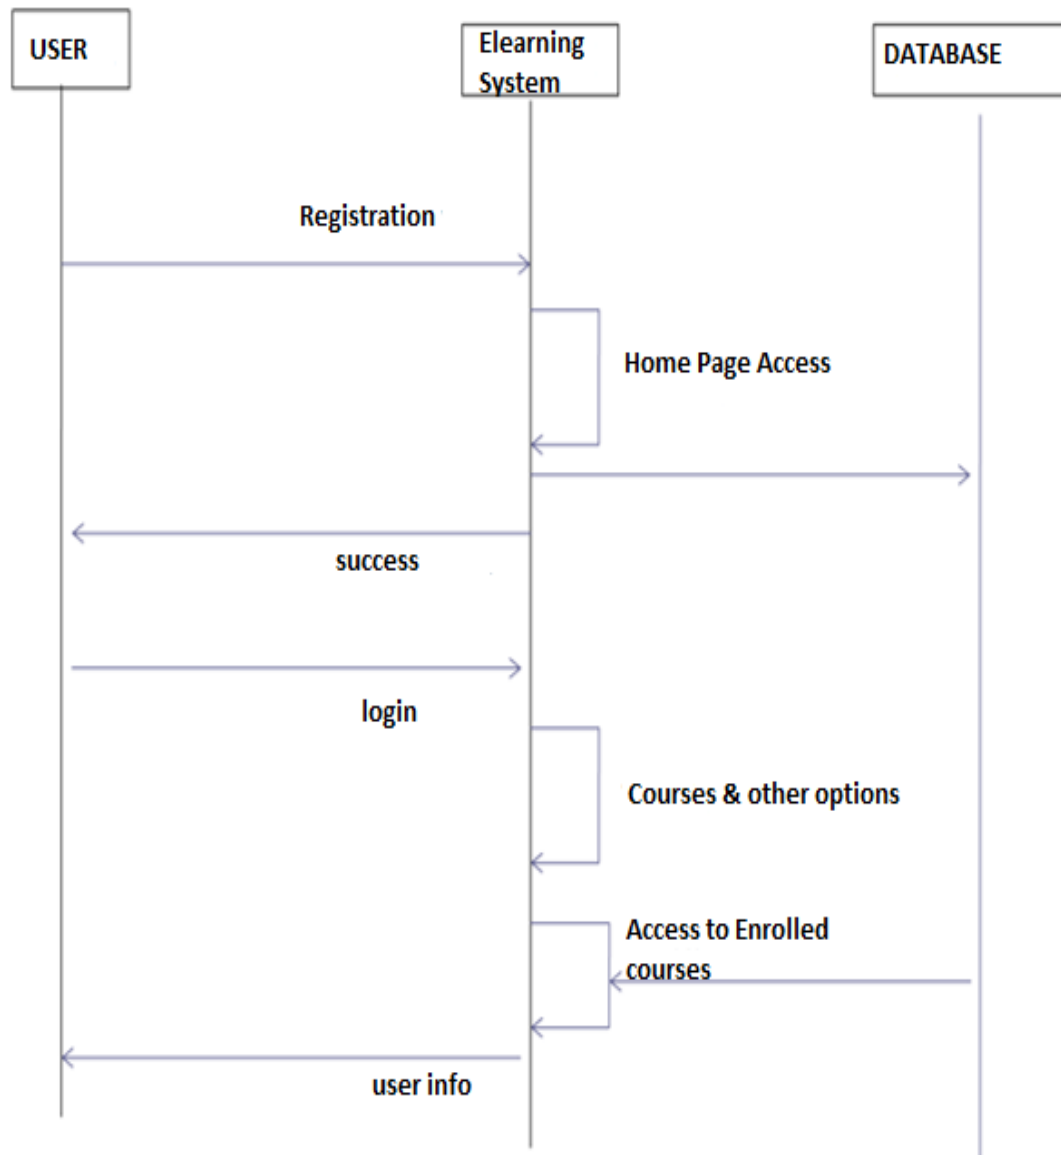 USER
Elearning
System
DATABASE
Registration
Home Page Access
success
login
Courses & other options
Access to Enrolled
courses
user info